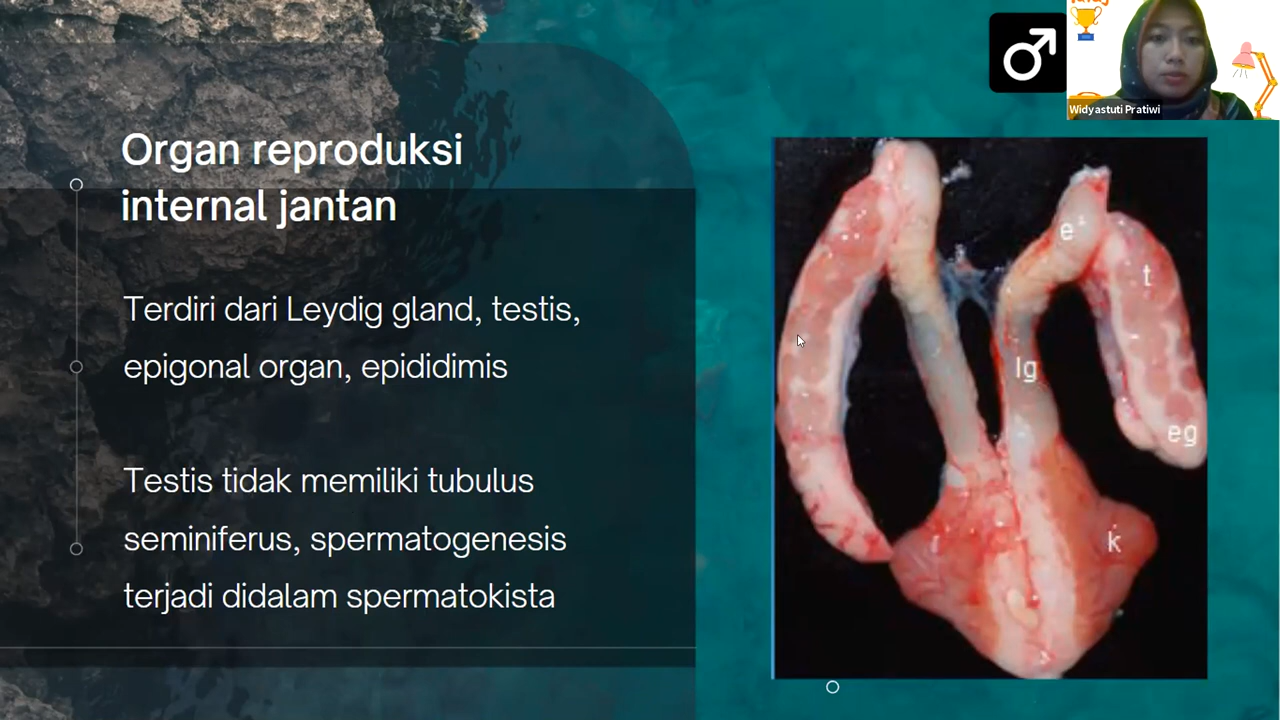 Widyastuti Pratiwi
Organ reproduksi
internal jantan
Terdiri dari Leydig gland, testis,
epigonal organ, epididimis
Testis tidak memiliki tubulus
seminiferus, spermatogenesis
terjadi didalam spermatokista
e
t
lg
eg
k